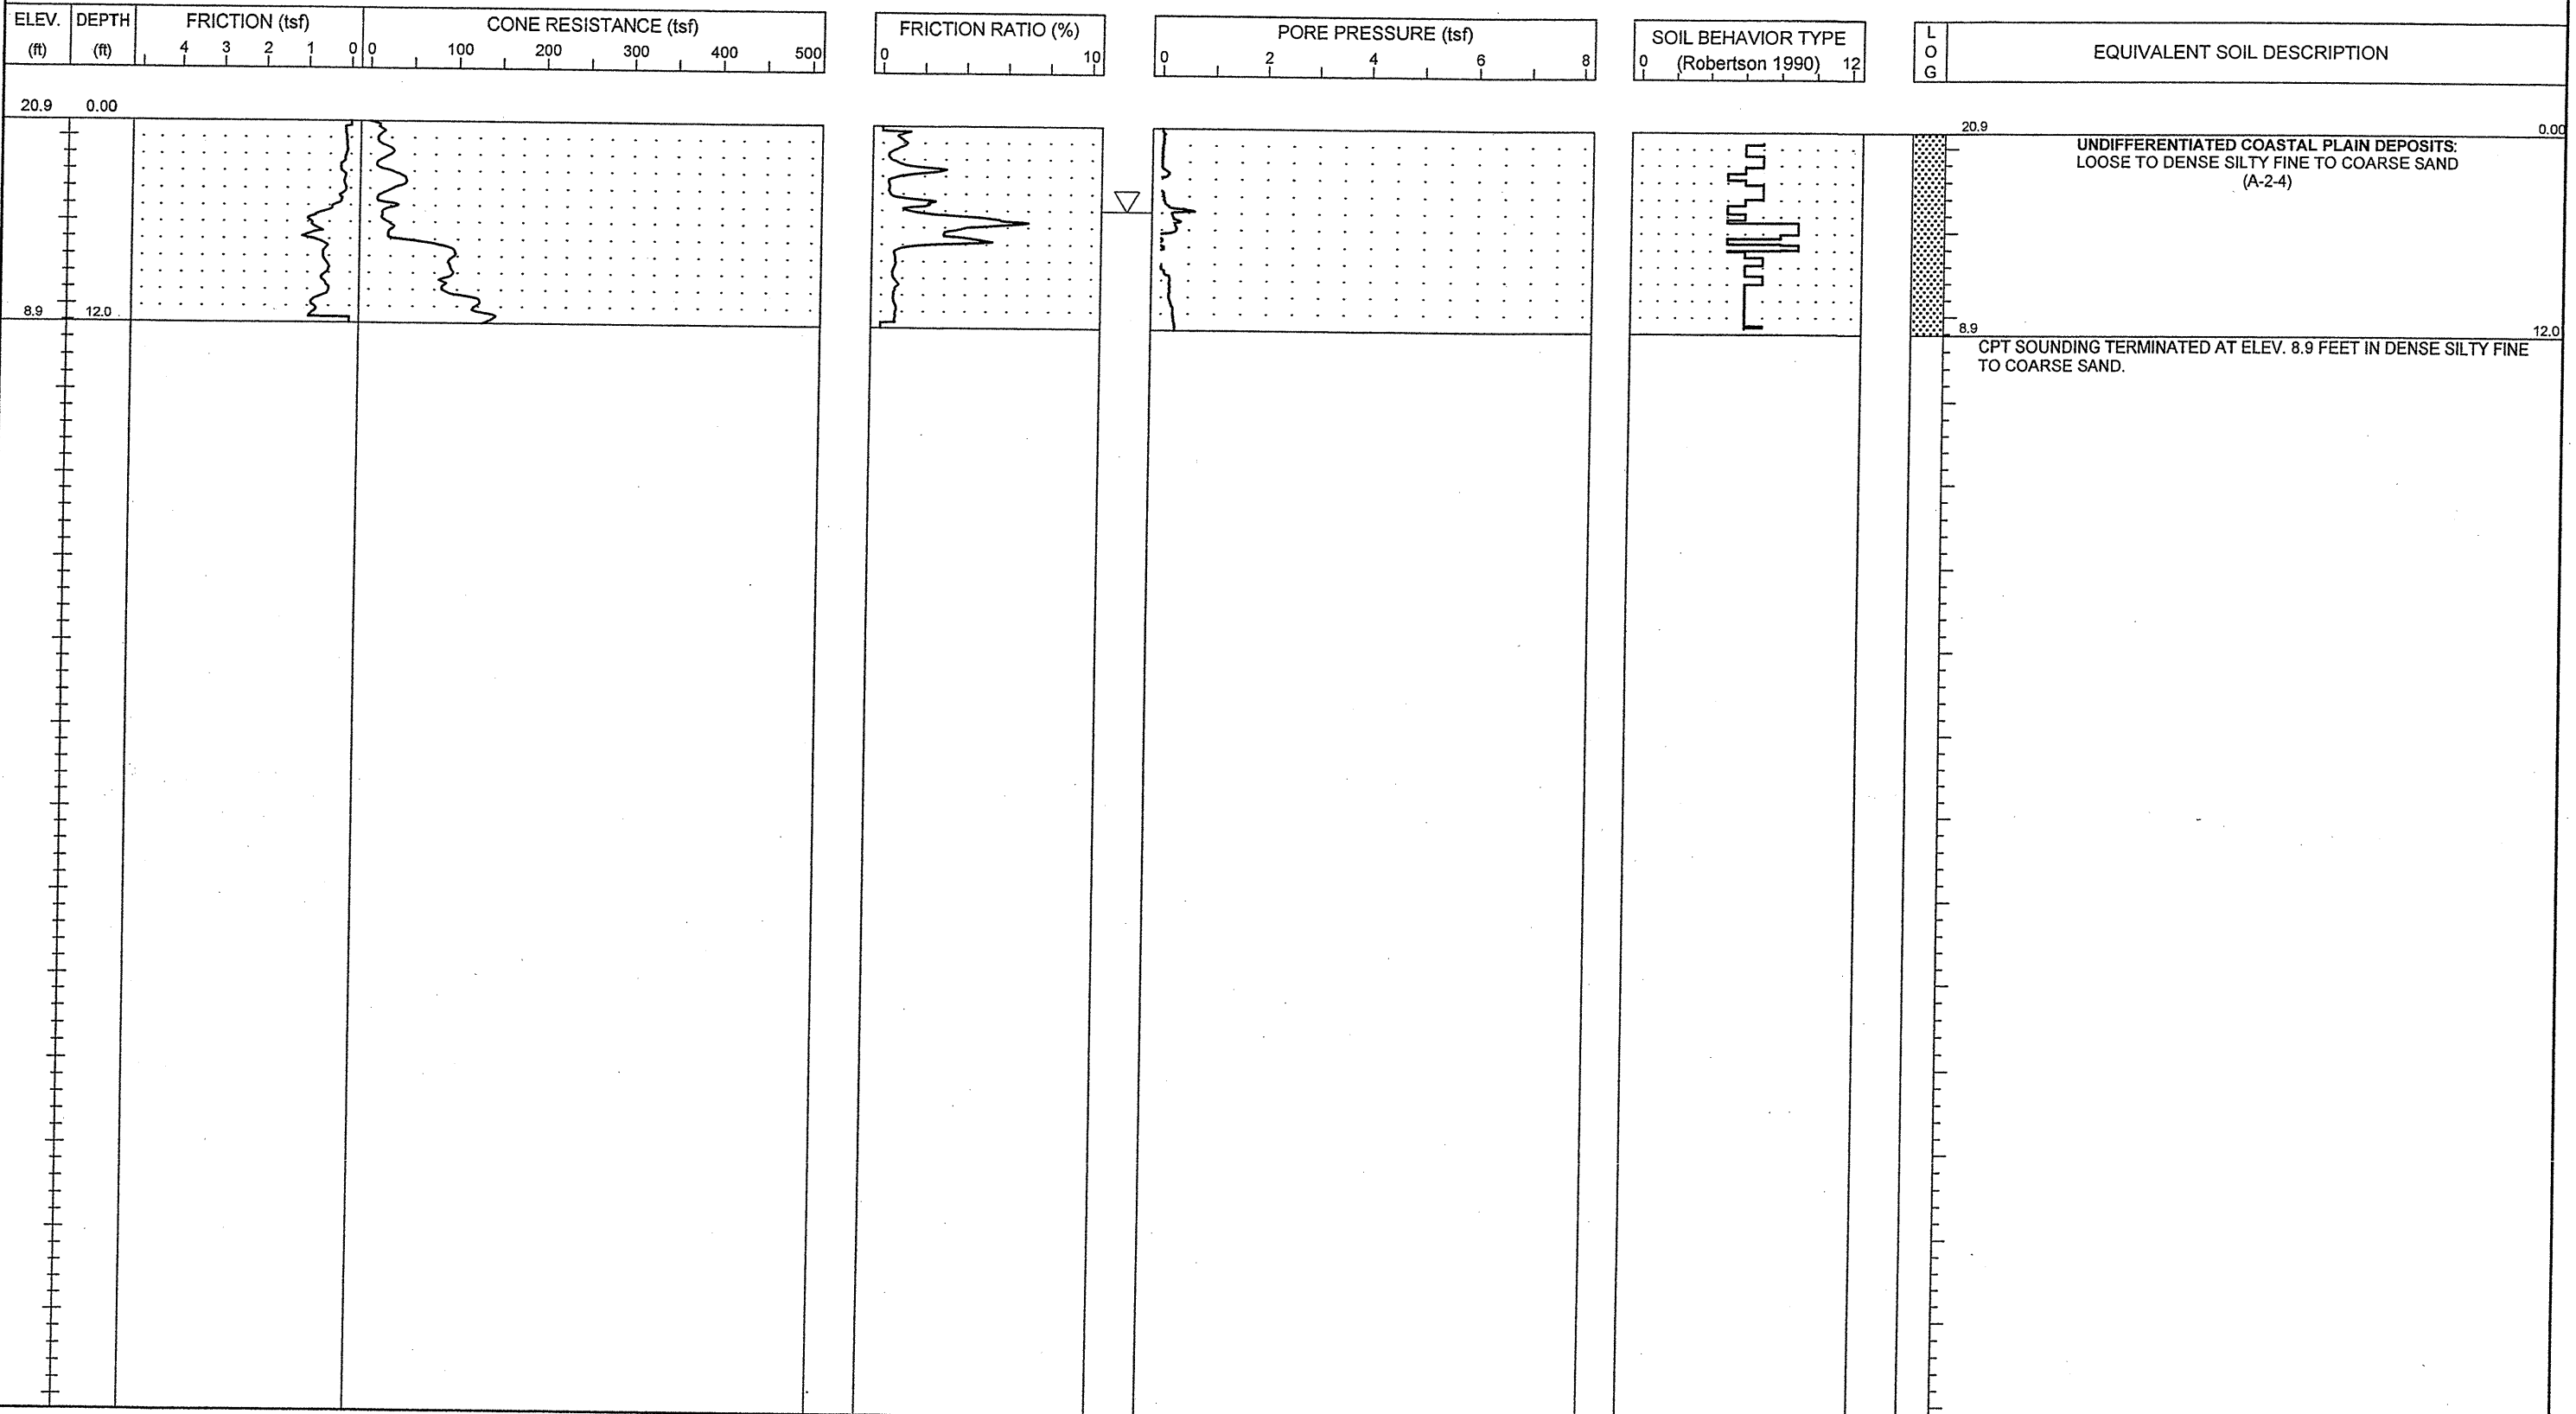 ELEV.
(ft)
DEPTH
(ft)
FRICTION (tsf)
4 3 2 1 0
CONE RESISTANCE (tsf)
0 100 200 300 400 500
FRICTION RATIO (%)
0 10
PORE PRESSURE (tsf)
0 2 4 6 8
SOIL BEHAVIOR TYPE
(Robertson 1990)
0 12
L
O
G
EQUIVALENT SOIL DESCRIPTION
20.9 0.00
20.9 0.00
UNDIFFERENTIATED COASTAL PLAIN DEPOSITS:
LOOSE TO DENSE SILTY FINE TO COARSE SAND
(A-2-4)
8.9 12.0
8.9 12.0
CPT SOUNDING TERMINATED AT ELEV. 8.9 FEET IN DENSE SILTY FINE
TO COARSE SAND.